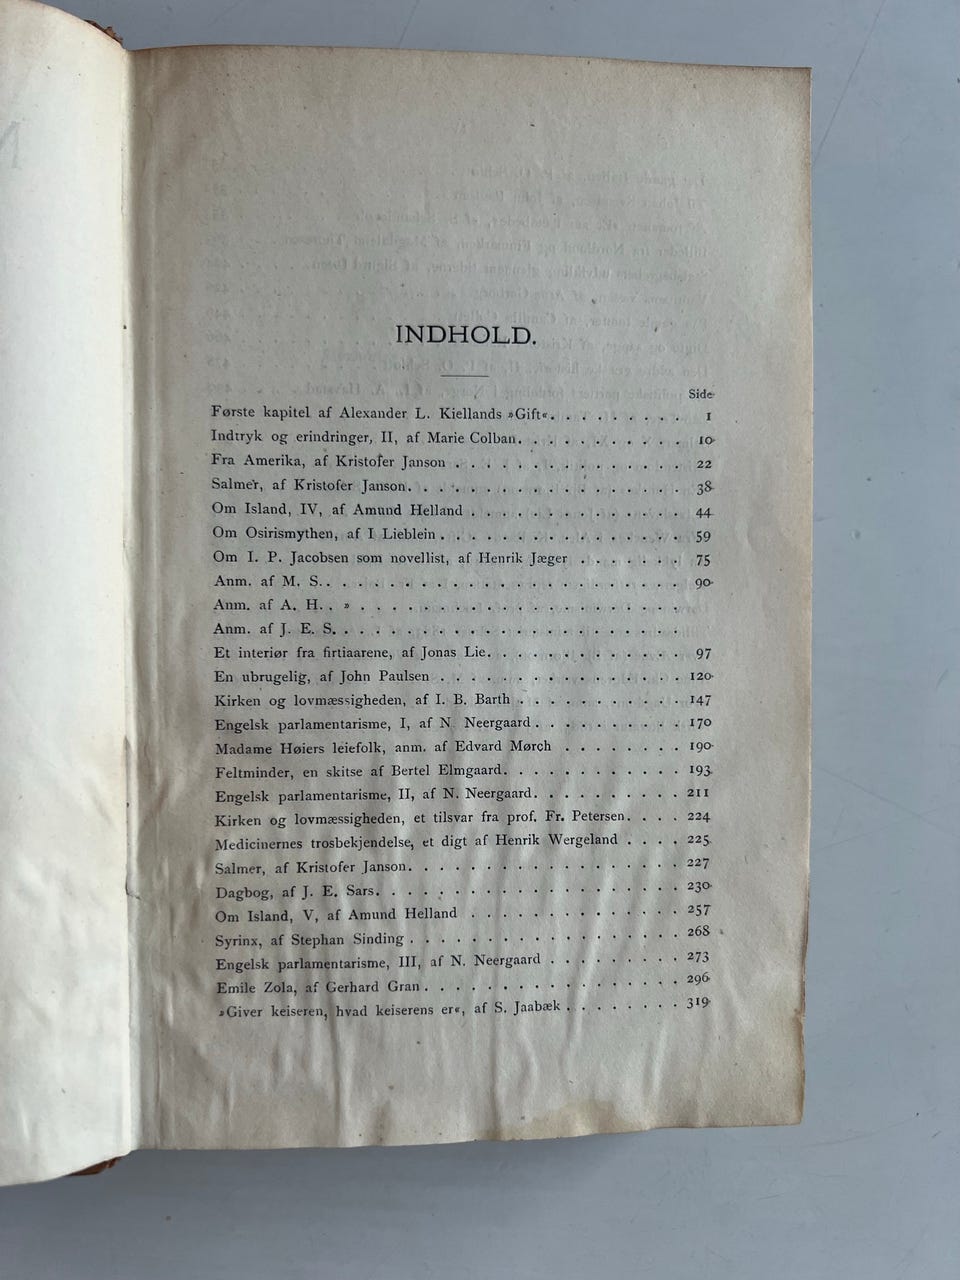 INDHOLD.
Side
Første kapitel af Alexander L. Kiellands »Gift«. . . . . . . . . 1
Indtryk og erindringer, II, af Marie Colban. . . . . . . . . . . 10
Fra Amerika, af Kristofer Janson . . . . . . . . . . . . . . 22
Salmer, af Kristofer Janson. . . . . . . . . . . . . . . . . 38
Om Island, IV, af Amund Helland . . . . . . . . . . . . . 44
Om Osirismythen, af I Lieblein . . . . . . . . . . . . . . . 59
Om I. P. Jacobsen som novellist, af Henrik Jæger . . . . . . . 75
Anm. af M. S. . . . . . . . . . . . . . . . . . . . . . . 90
Anm. af A. H. . » . . . . . . . . . . . . . . . . . . . . .
Anm. af J. E. S. . . . . . . . . . . . . . . . . . . . . . .
Et interiør fra firtiaarene, af Jonas Lie. . . . . . . . . . . . . 97
En ubrugelig, af John Paulsen . . . . . . . . . . . . . . . 120
Kirken og lovmæssigheden, af I. B. Barth . . . . . . . . . . 147
Engelsk parlamentarisme, I, af N. Neergaard . . . . . . . . . 170
Madame Høiers leiefolk, anm. af Edvard Mørch . . . . . . . . 190
Feltminder, en skitse af Bertel Elmgaard. . . . . . . . . . . . 193
Engelsk parlamentarisme, II, af N. Neergaard. . . . . . . . . . 211
Kirken og lovmæssigheden, et tilsvar fra prof. Fr. Petersen. . . . 224
Medicinernes trosbekjendelse, et digt af Henrik Wergeland . . . . 225
Salmer, af Kristofer Janson. . . . . . . . . . . . . . . . . 227
Dagbog, af J. E. Sars. . . . . . . . . . . . . . . . . . . 230
Om Island, V, af Amund Helland . . . . . . . . . . . . . 257
Syrinx, af Stephan Sinding . . . . . . . . . . . . . . . . . 268
Engelsk parlamentarisme, III, af N. Neergaard . . . . . . . . 273
Emile Zola, af Gerhard Gran . . . . . . . . . . . . . . . . 296
»Giver keiseren, hvad keiserens er«, af S. Jaabæk . . . . . . . . 319